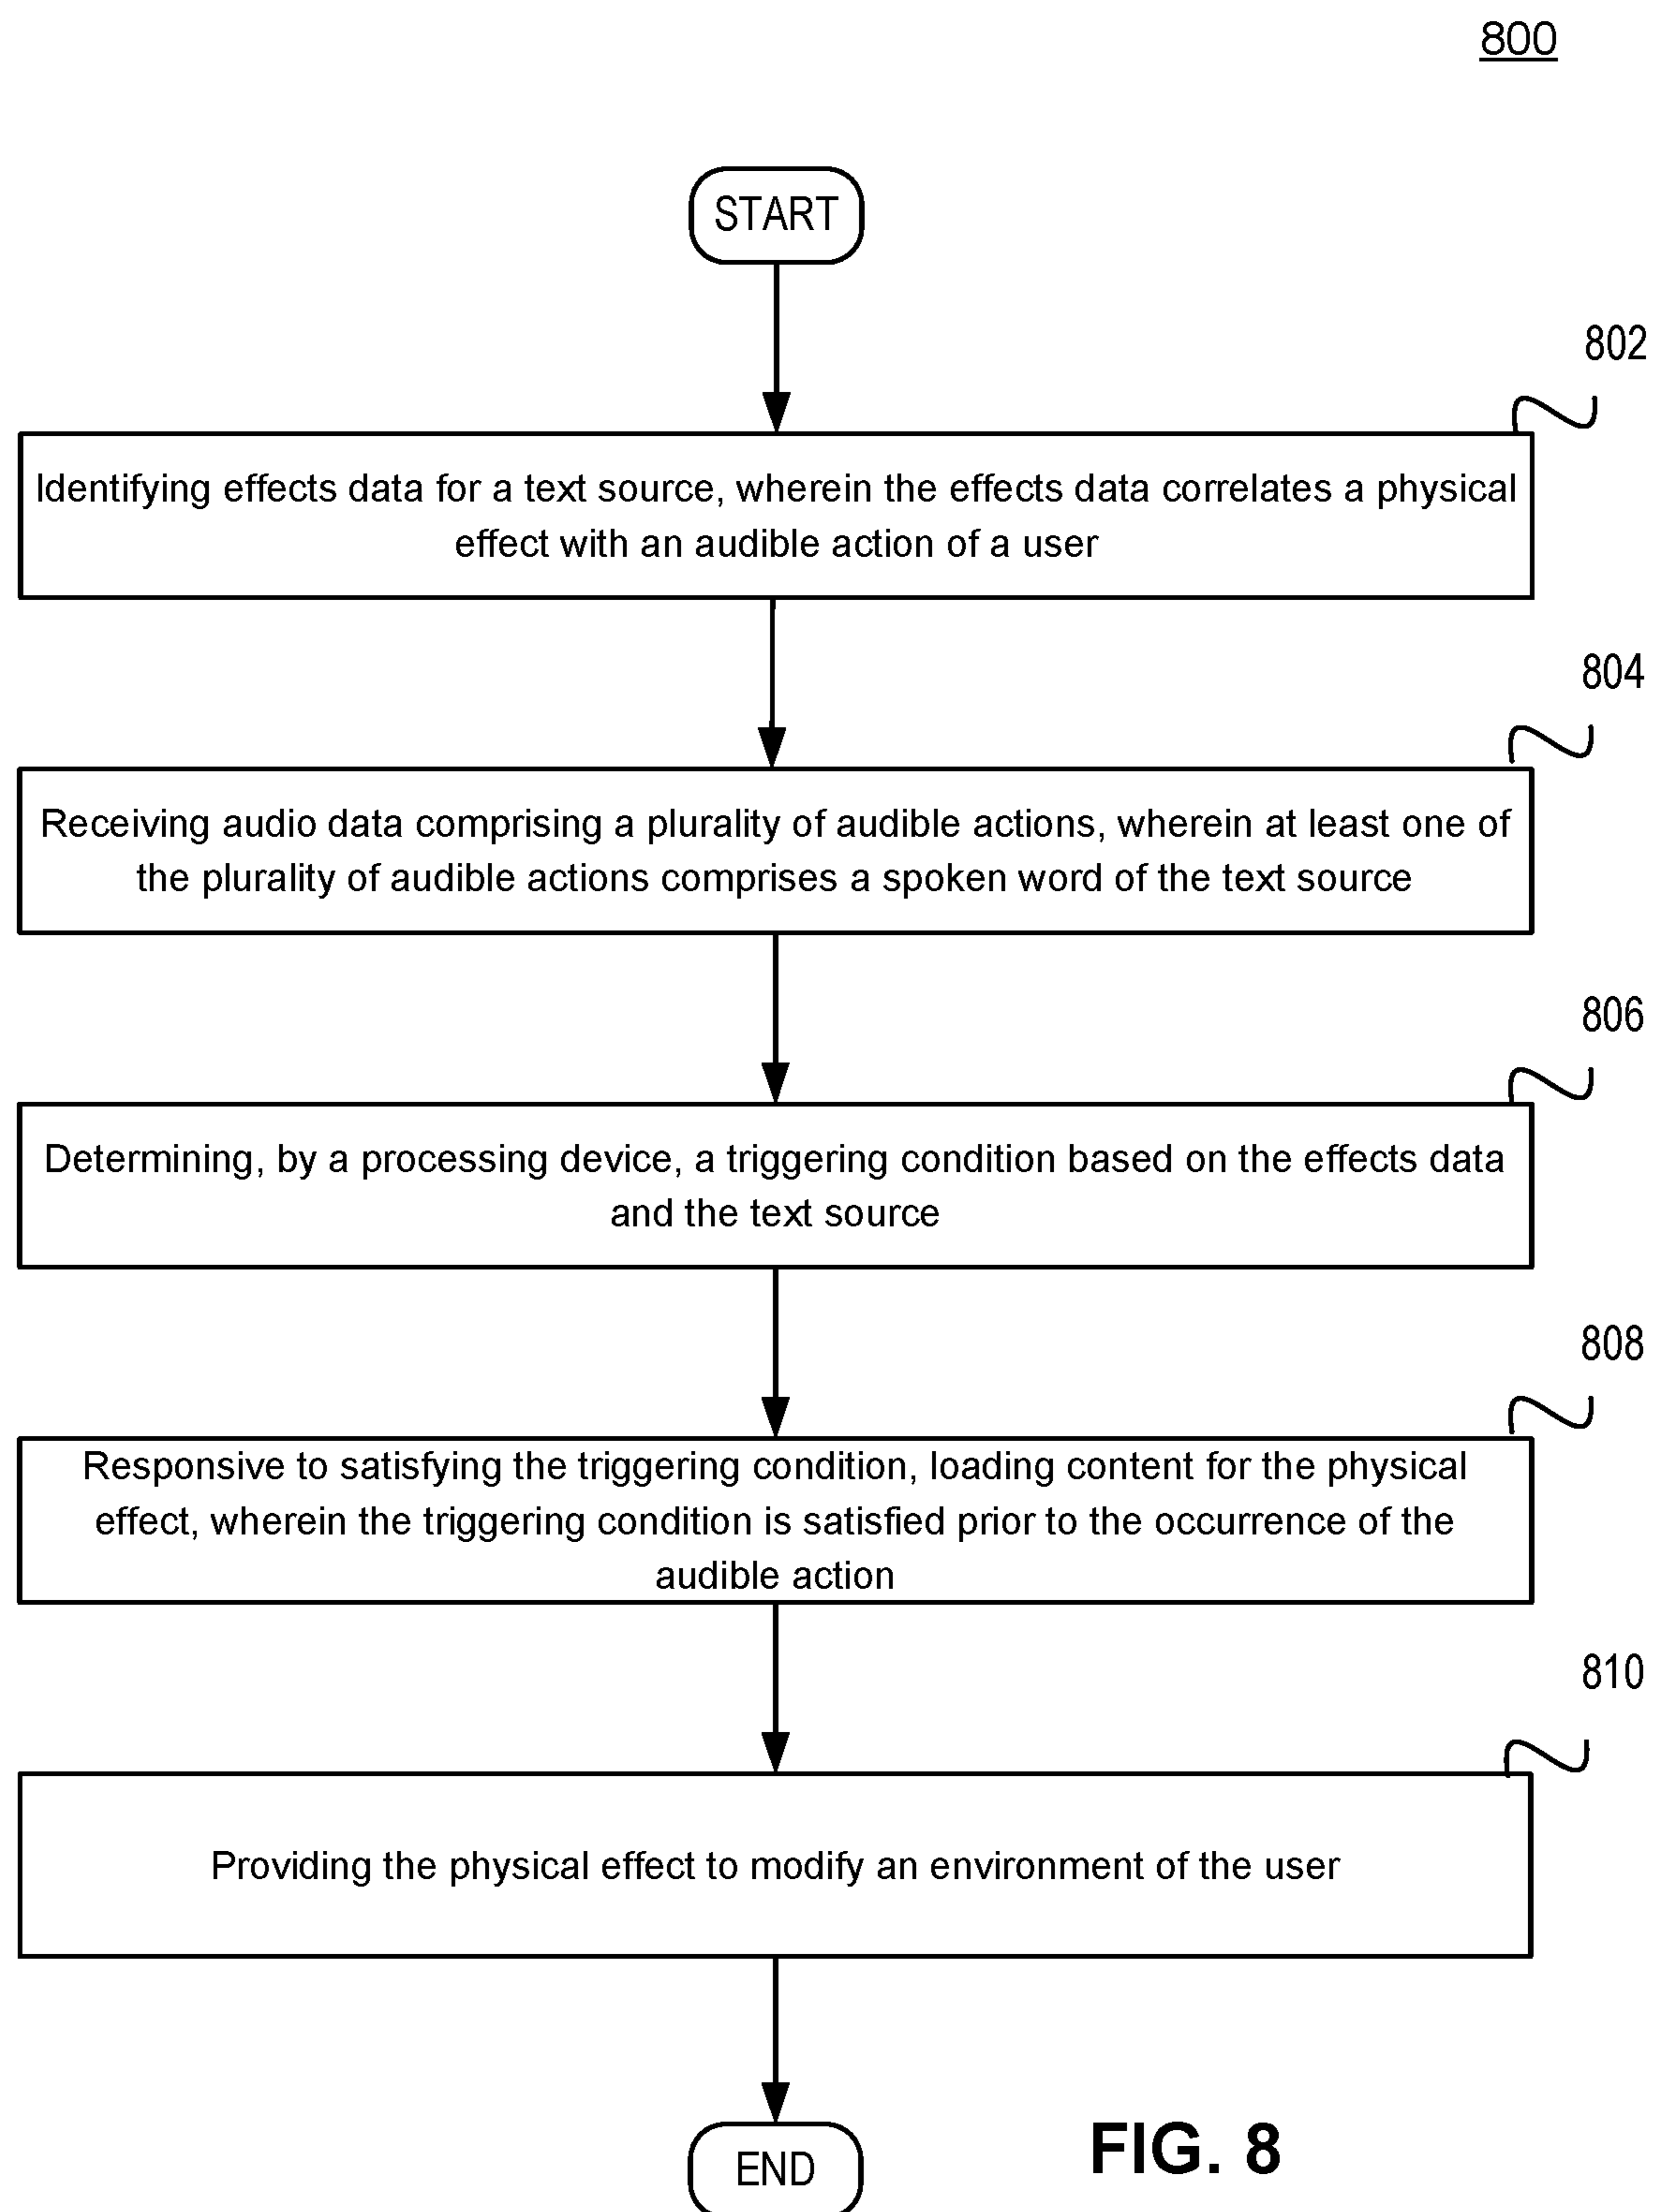 800
START
802
Identifying effects data for a text source, wherein the effects data correlates a physical
effect with an audible action of a user
804
Receiving audio data comprising a plurality of audible actions, wherein at least one of
the plurality of audible actions comprises a spoken word of the text source
806
Determining, by a processing device, a triggering condition based on the effects data
and the text source
808
Responsive to satisfying the triggering condition, loading content for the physical
effect, wherein the triggering condition is satisfied prior to the occurrence of the
audible action
810
Providing the physical effect to modify an environment of the user
END
FIG. 8